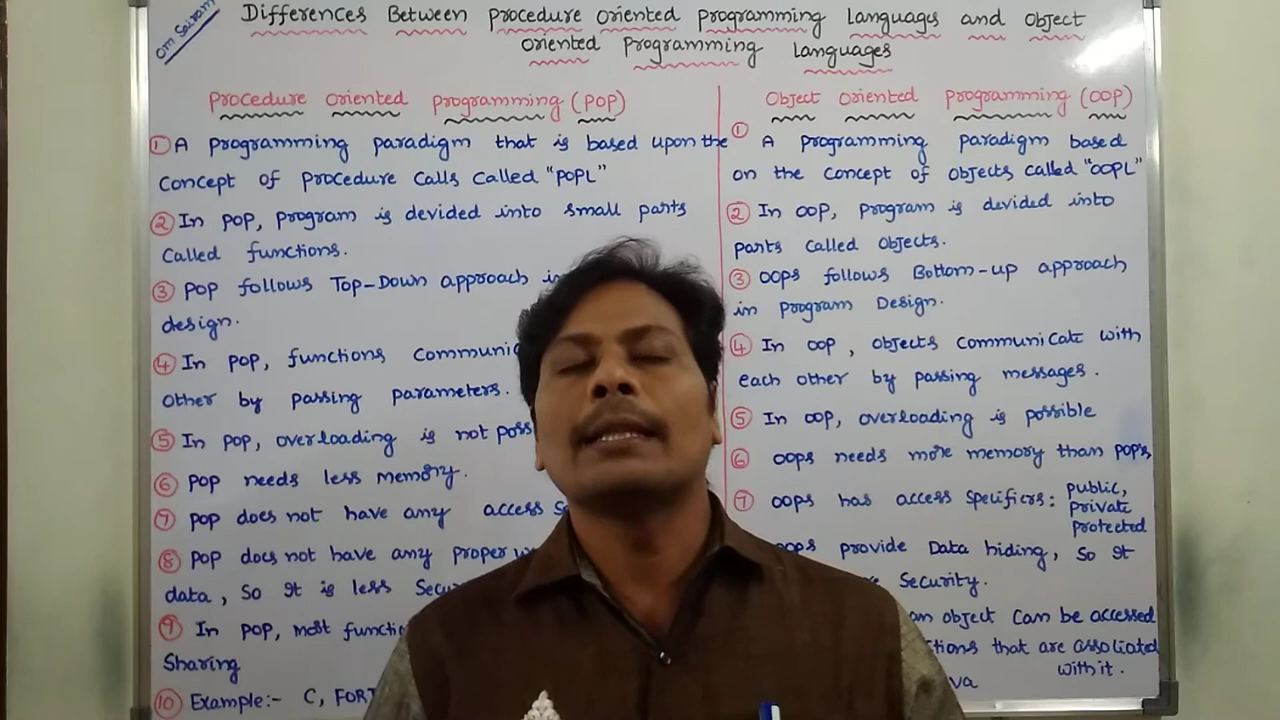 Om Sairam
Differences Between Procedure oriented programming languages and object
oriented programming languages
Procedure oriented programming (POP)
① A programming paradigm that is based upon the
concept of procedure calls called "POPL"
② In pop, program is devided into small parts
called functions.
③ pop follows Top-Down approach in
design.
④ In pop, functions
other by passing parameters.
⑤ In pop, overloading is not
⑥ pop needs less memory.
⑦ pop does not have any access
⑧ pop does not have any proper
data, so it is less
⑨ In pop, most
sharing
⑩ Example:- C,
Object oriented programming (OOP)
① A programming paradigm based
on the concept of objects called "OOPL"
② In oop, program is devided into
parts called objects.
③ oops follows Bottom-up approach
in program Design.
④ In oop, objects communicate with
each other by passing messages.
⑤ In oop, overloading is possible
⑥ oops needs more memory than pop's
⑦ oops has access specifiers: public,
private
protected
oops provide Data hiding, so it
security.
an object can be accessed
that are associated
with it.